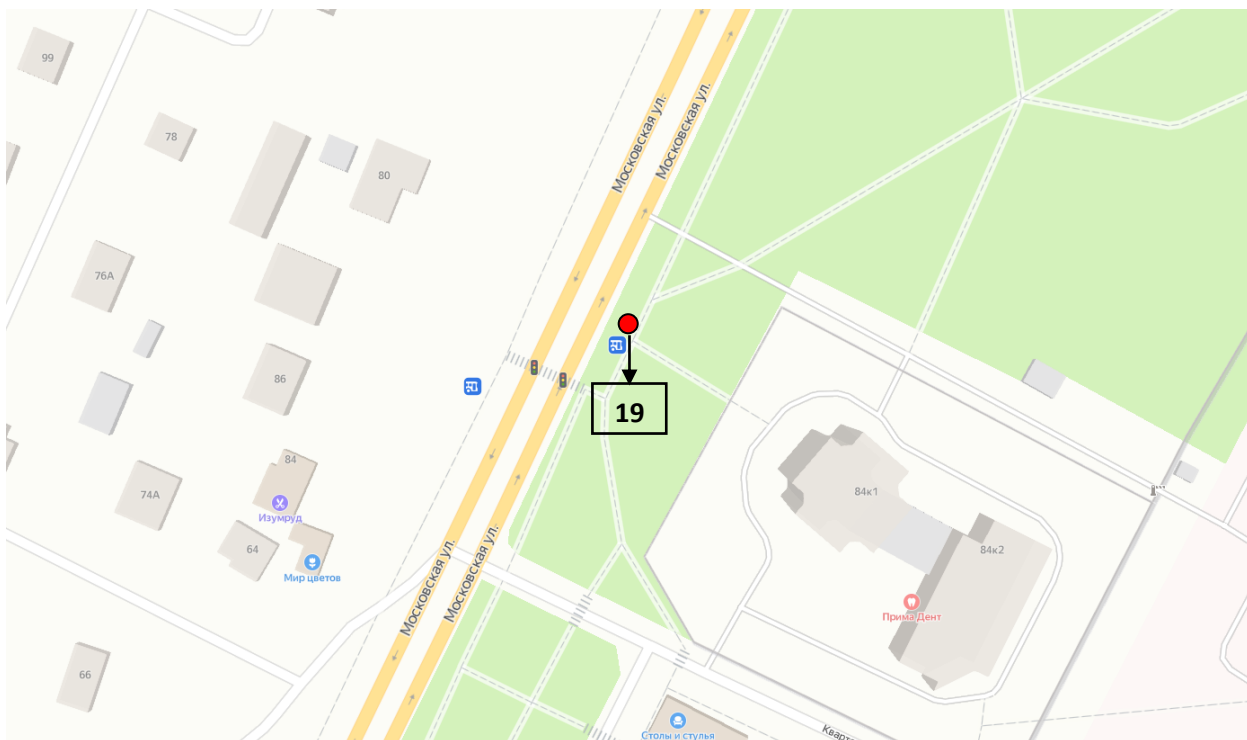 99
78
80
Московская ул.
Московская ул.
76А
86
19
84
74А
Изумруд
64
Мир цветов
84к1
84к2
Московская ул.
Московская ул.
Прима Дент
66
Столы и стулья
Кварт